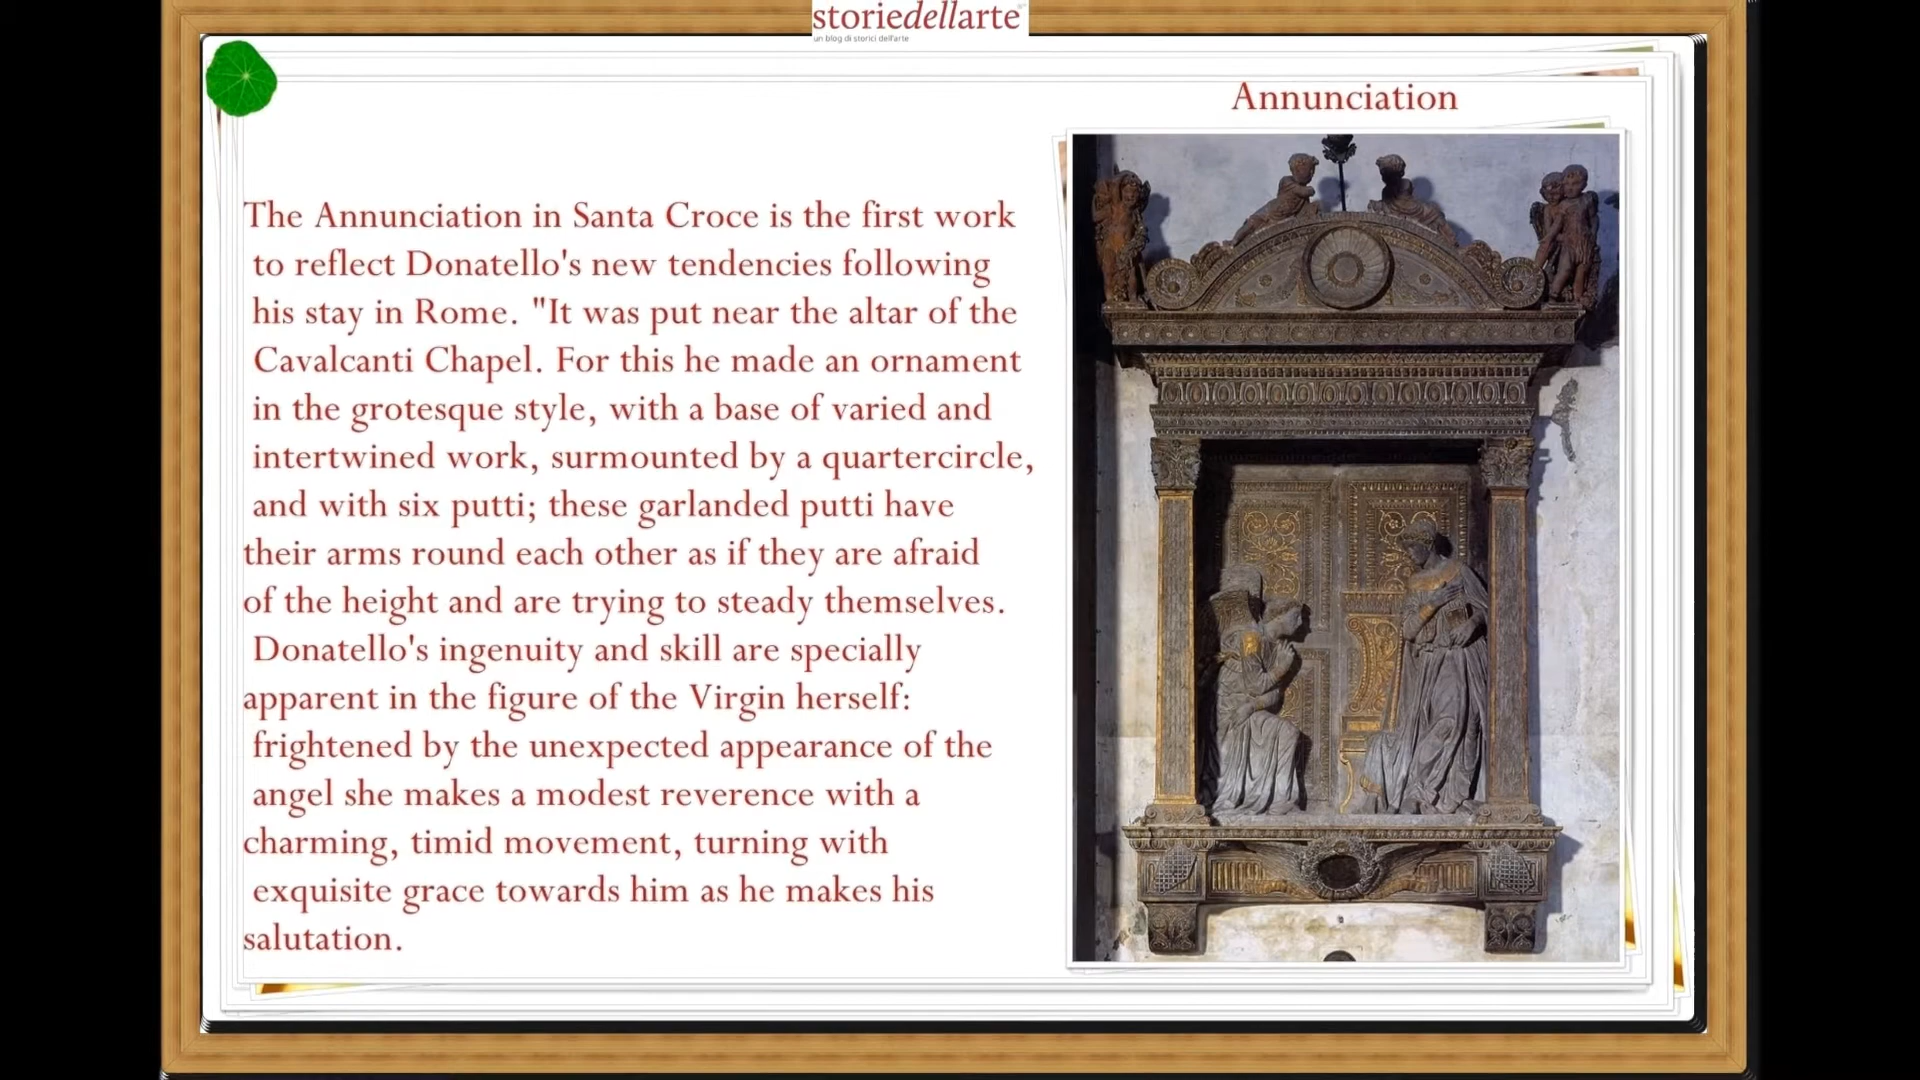 storiedellarte
un blog di storici dell'arte
Annunciation
The Annunciation in Santa Croce is the first work
to reflect Donatello's new tendencies following
his stay in Rome. "It was put near the altar of the
Cavalcanti Chapel. For this he made an ornament
in the grotesque style, with a base of varied and
intertwined work, surmounted by a quartercircle,
and with six putti; these garlanded putti have
their arms round each other as if they are afraid
of the height and are trying to steady themselves.
Donatello's ingenuity and skill are specially
apparent in the figure of the Virgin herself:
frightened by the unexpected appearance of the
angel she makes a modest reverence with a
charming, timid movement, turning with
exquisite grace towards him as he makes his
salutation.